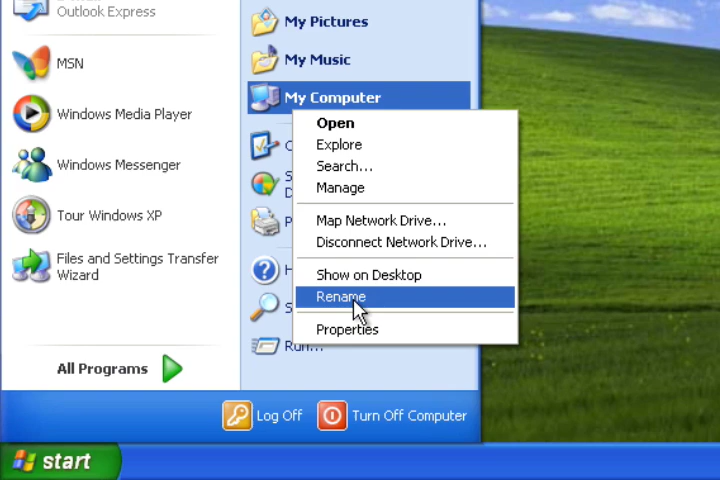 Outlook Express
MSN
Windows Media Player
Windows Messenger
Tour Windows XP
Files and Settings Transfer
Wizard
All Programs
My Pictures
My Music
My Computer
Open
Explore
Search...
Manage
Map Network Drive...
Disconnect Network Drive...
Show on Desktop
Rename
Properties
Run...
Log Off
Turn Off Computer
start